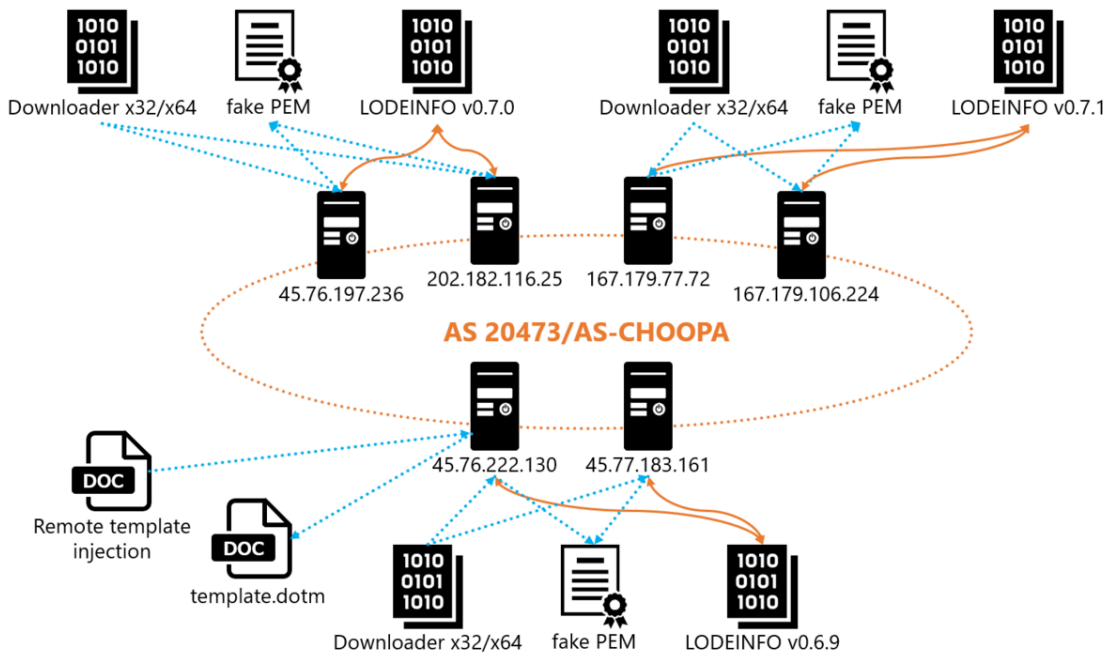 1010
0101
1010
1010
0101
1010
1010
0101
1010
1010
0101
1010
Downloader x32/x64
fake PEM
LODEINFO v0.7.0
Downloader x32/x64
fake PEM
LODEINFO v0.7.1
45.76.197.236
202.182.116.25
167.179.77.72
167.179.106.224
AS 20473/AS-CHOOPA
45.76.222.130
45.77.183.161
DOC
Remote template
injection
DOC
template.dotm
1010
0101
1010
1010
0101
1010
Downloader x32/x64
fake PEM
LODEINFO v0.6.9